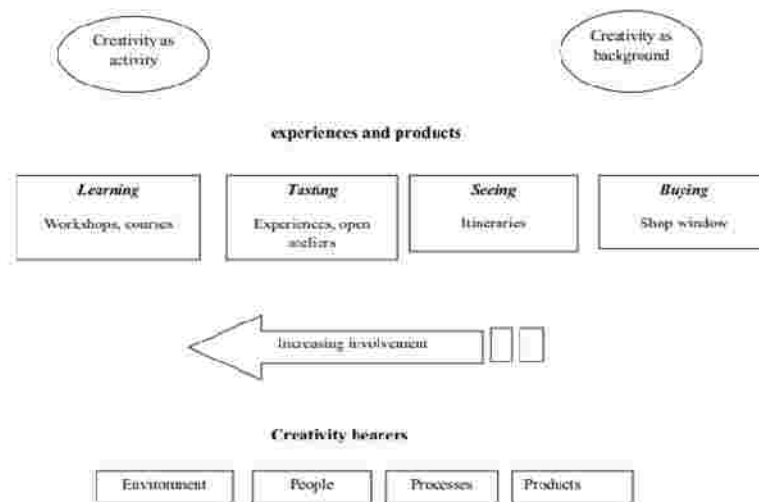 Creativity as
activity
Creativity as
background
experiences and products
Learning
Workshops, courses
Tasting
Experiences, open
ateliers
Seeing
Itineraries
Buying
Shop window
Increasing involvement
Creativity bearers
Environment
People
Processes
Products